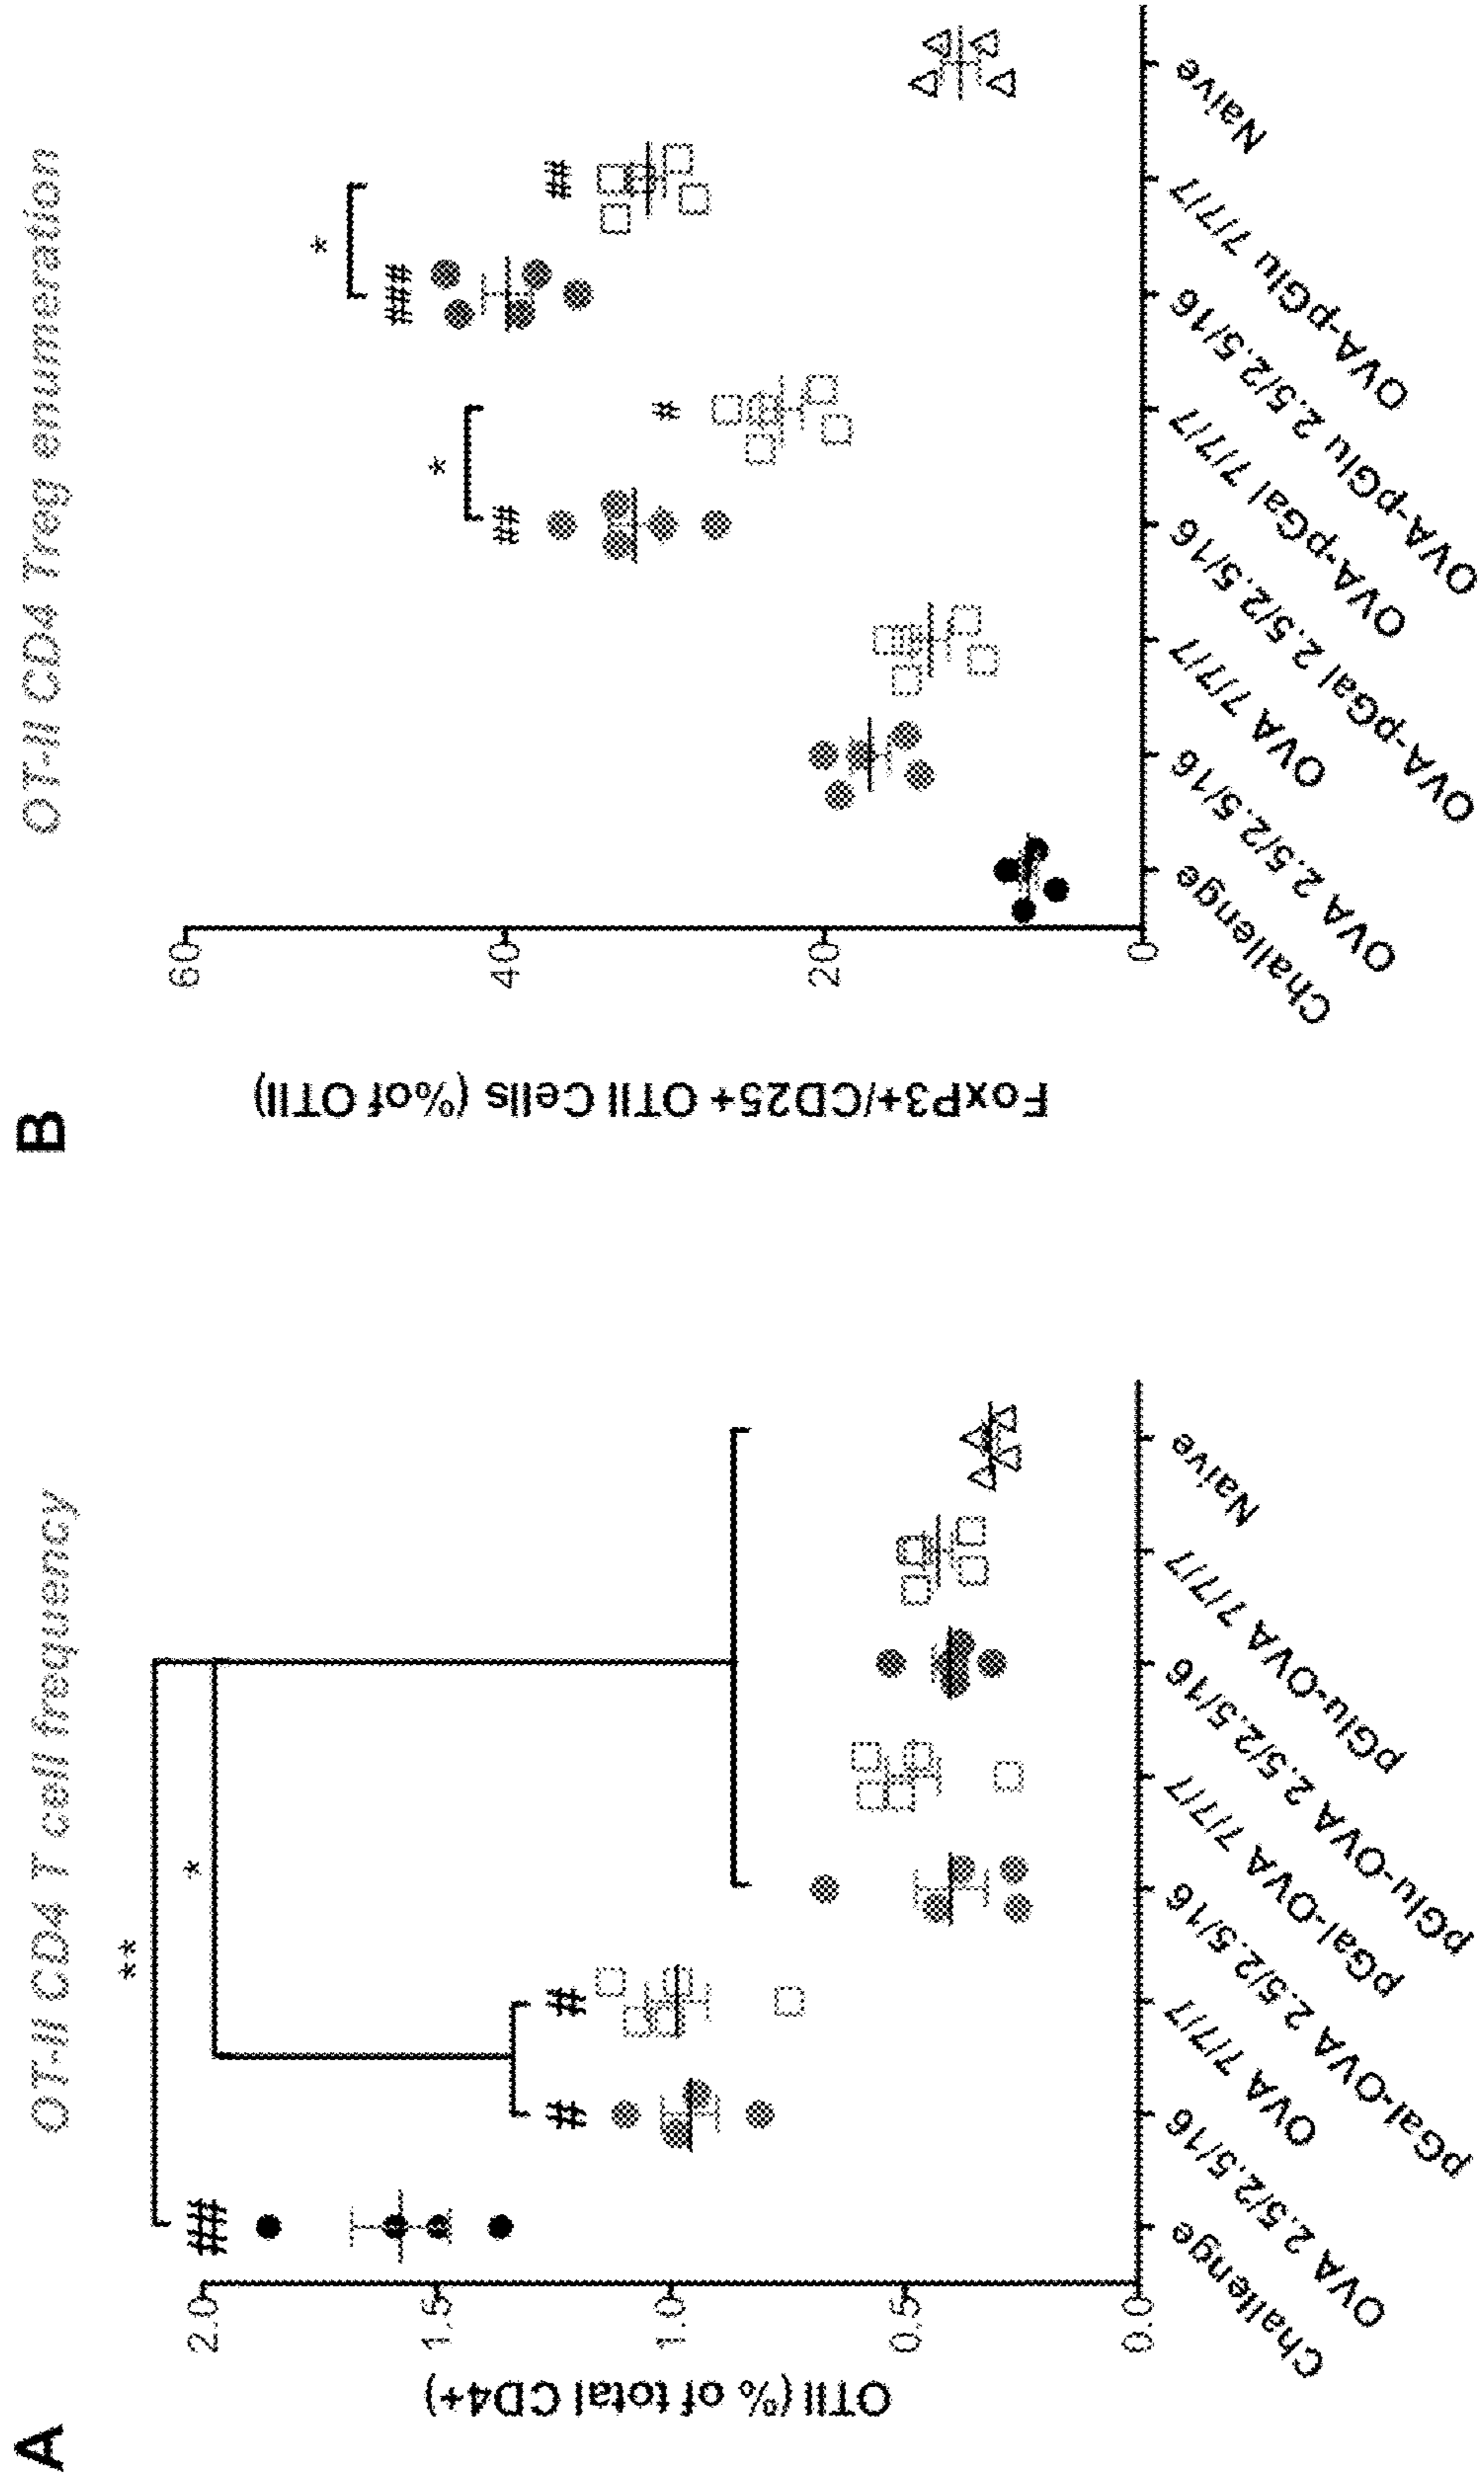 A
OT-II CD4 T cell frequency
OTII (% of total CD4+)
2.0
1.5
1.0
0.5
0.0
###
##
##
**
*
Challenge
OVA 2.5/2.5/16
OVA 7/7/7
pGal-OVA 2.5/2.5/16
pGal-OVA 7/7/7
pGlu-OVA 2.5/2.5/16
pGlu-OVA 7/7/7
Naive
B
OT-II CD4 Treg enumeration
FoxP3+/CD25+ OTII Cells (%of OTII)
60
40
20
0
##
*
#
###
*
##
Challenge
OVA 2.5/2.5/16
OVA 7/7/7
OVA-pGal 2.5/2.5/16
OVA-pGal 7/7/7
OVA-pGlu 2.5/2.5/16
OVA-pGlu 7/7/7
Naive